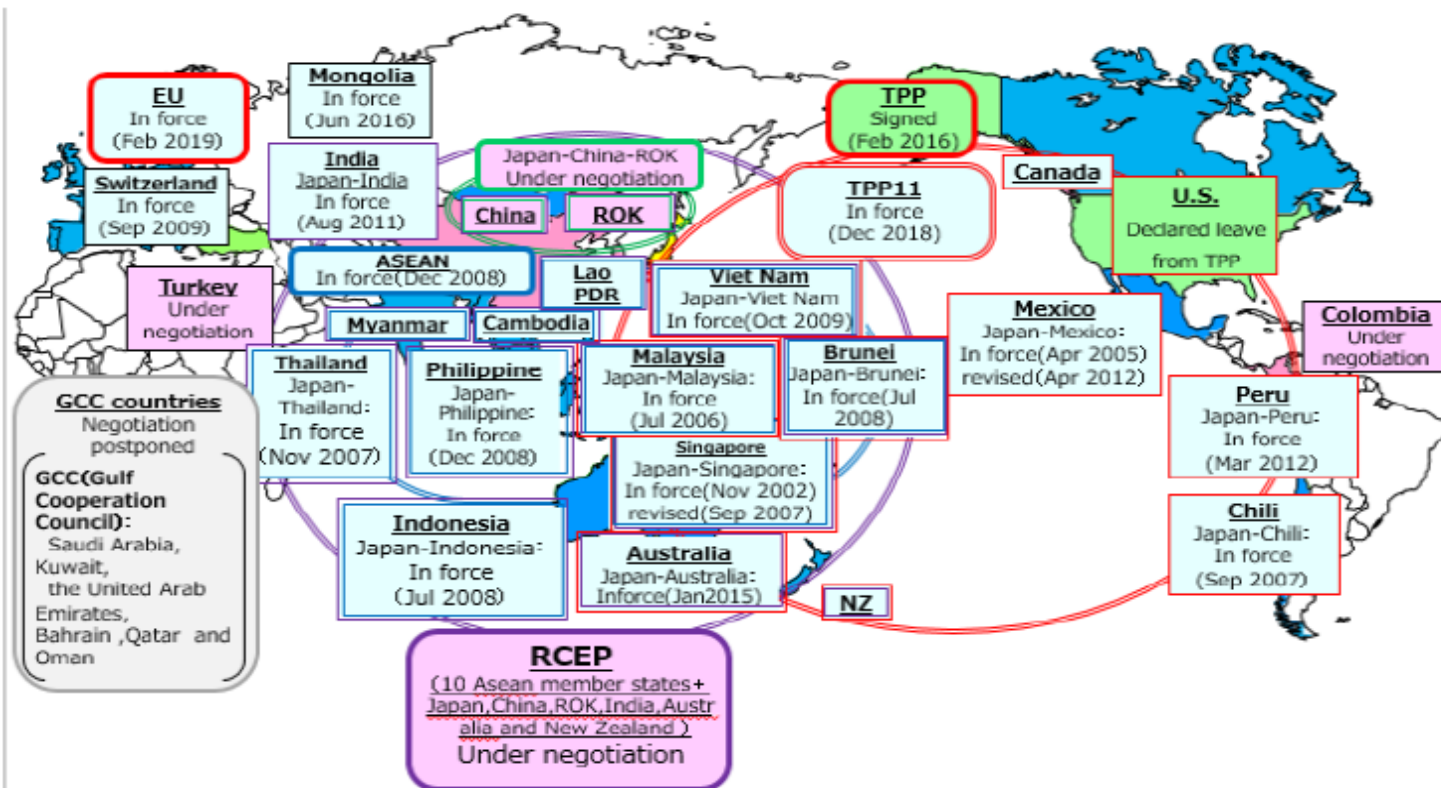 EU
In force
(Feb 2019)
Mongolia
In force
(Jun 2016)
TPP
Signed
(Feb 2016)
Switzerland
In force
(Sep 2009)
India
Japan-India
In force
(Aug 2011)
Japan-China-ROK
Under negotiation
China
ROK
TPP11
In force
(Dec 2018)
Canada
U.S.
Declared leave
from TPP
Turkey
Under
negotiation
ASEAN
In force(Dec 2008)
Lao
PDR
Viet Nam
Japan-Viet Nam
In force(Oct 2009)
Mexico
Japan-Mexico:
In force(Apr 2005)
revised(Apr 2012)
Colombia
Under
negotiation
Myanmar
Cambodia
Thailand
Japan-
Thailand:
In force
(Nov 2007)
Philippine
Japan-
Philippine:
In force
(Dec 2008)
Malaysia
Japan-Malaysia:
In force
(Jul 2006)
Brunei
Japan-Brunei:
In force(Jul
2008)
Peru
Japan-Peru:
In force
(Mar 2012)
GCC countries
Negotiation
postponed
GCC(Gulf
Cooperation
Council):
Saudi Arabia,
Kuwait,
the United Arab
Emirates,
Bahrain ,Qatar and
Oman
Singapore
Japan-Singapore:
In force(Nov 2002)
revised(Sep 2007)
Indonesia
Japan-Indonesia:
In force
(Jul 2008)
Australia
Japan-Australia:
Inforce(Jan2015)
NZ
Chili
Japan-Chili:
In force
(Sep 2007)
RCEP
(10 Asean member states+
Japan,China,ROK,India,Austr
alia and New Zealand )
Under negotiation